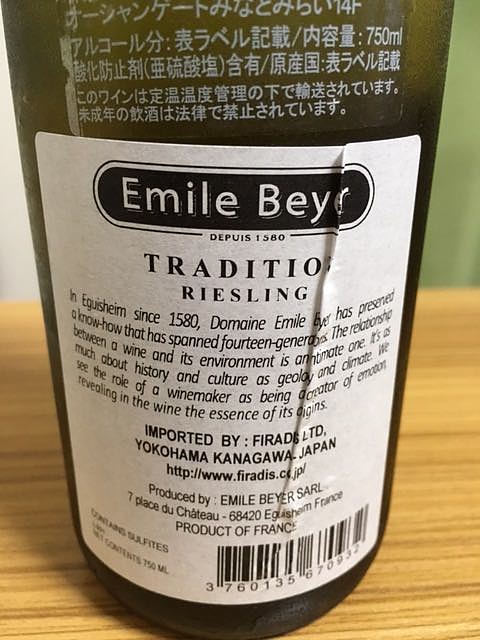 オーシャンゲートみなとみらい14F
アルコール分:表ラベル記載/内容量:750ml
酸化防止剤(亜硫酸塩)含有/原産国:表ラベル記載
このワインは定温温度管理の下で輸送されています。
未成年の飲酒は法律で禁止されています。
Emile Beyer
DEPUIS 1580
TRADITIO
RIESLING
In Eguisheim since 1580, Domaine Emile Beyer has preserved
a know-how that has spanned fourteen-generations. The relationship
between a wine and its environment is an intimate one. It's as
much about history and culture as geology and climate. We
see the role of a winemaker as being a creator of emotion,
revealing in the wine the essence of its origins.
IMPORTED BY : FIRADIS LTD,
YOKOHAMA KANAGAWA, JAPAN
http://www.firadis.co.jp/
Produced by : EMILE BEYER SARL
7 place du Château - 68420 Eguisheim France
PRODUCT OF FRANCE
CONTAINS SULFITES
NET CONTENTS 750 ML
3 760135 670932